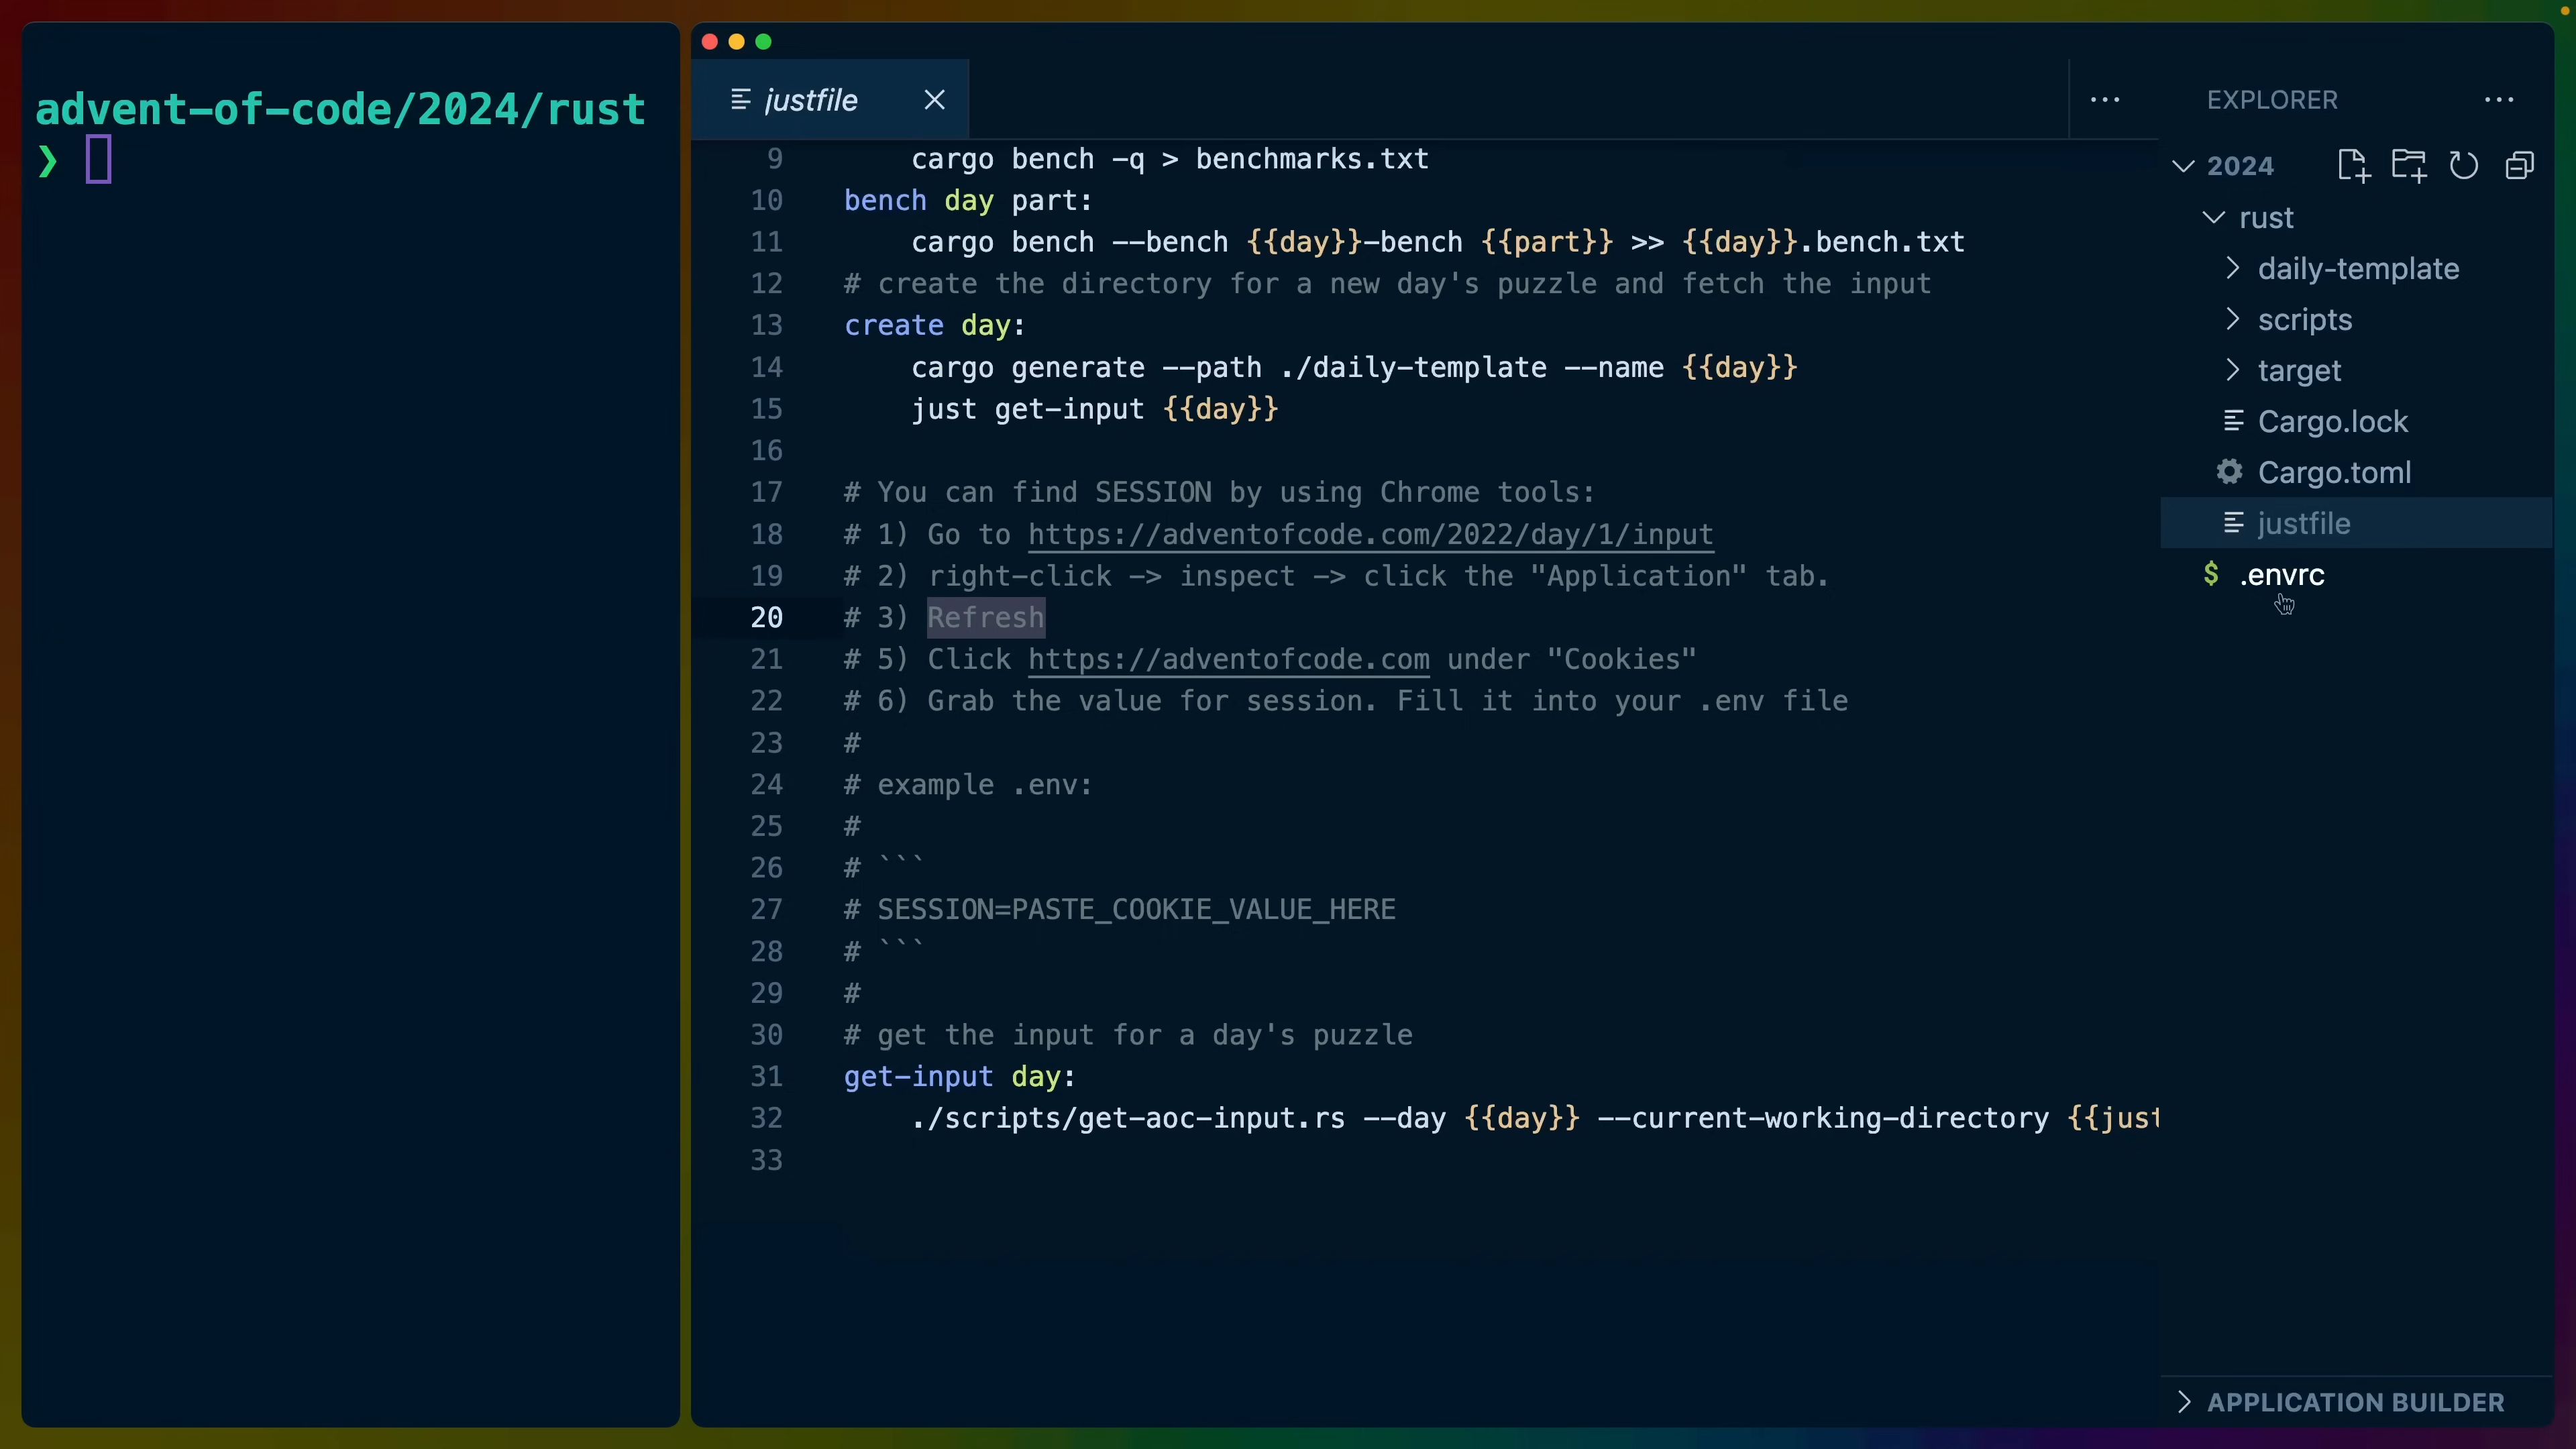 advent-of-code/2024/rust
❯
justfile
9 cargo bench -q > benchmarks.txt
10 bench day part:
11 cargo bench --bench {{day}}-bench {{part}} >> {{day}}.bench.txt
12 # create the directory for a new day's puzzle and fetch the input
13 create day:
14 cargo generate --path ./daily-template --name {{day}}
15 just get-input {{day}}
16
17 # You can find SESSION by using Chrome tools:
18 # 1) Go to https://adventofcode.com/2022/day/1/input
19 # 2) right-click -> inspect -> click the "Application" tab.
20 # 3) Refresh
21 # 5) Click https://adventofcode.com under "Cookies"
22 # 6) Grab the value for session. Fill it into your .env file
23 #
24 # example .env:
25 #
26 # ```
27 # SESSION=PASTE_COOKIE_VALUE_HERE
28 # ```
29 #
30 # get the input for a day's puzzle
31 get-input day:
32 ./scripts/get-aoc-input.rs --day {{day}} --current-working-directory {{just
33
EXPLORER
2024
rust
daily-template
scripts
target
Cargo.lock
Cargo.toml
justfile
$ .envrc
APPLICATION BUILDER